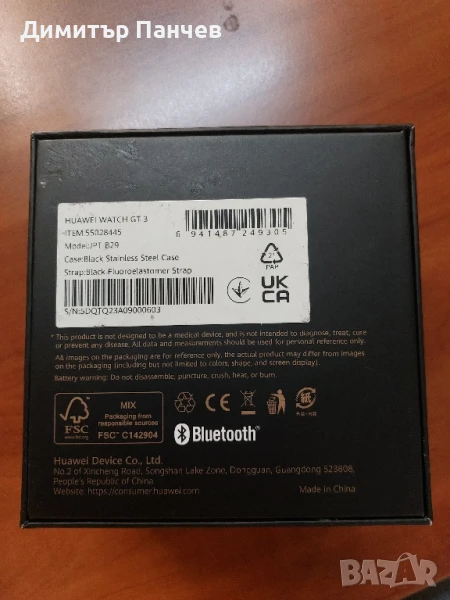 Димитър Панчев
HUAWEI WATCH GT 3
ITEM:55028445
Model:JPT-B29
Case:Black Stainless Steel Case
Strap:Black Fluoroelastomer Strap
S/N:5DQTQ23A09000603
6 941487 249305
21
PAP
UK
CA
* This product is not designed to be a medical device, and is not intended to diagnose, treat, cure
or prevent any disease. All data and measurements should be used for personal reference only.
All images on the packaging are for reference only, the actual product may differ from images on
the packaging (including but not limited to colors, shape, and screen display).
Battery warning: Do not disassemble, puncture, crush, heat, or burn.
FSC
www.fsc.org
MIX
Packaging from
responsible sources
FSC™ C142904
CE
Bluetooth®
Huawei Device Co., Ltd.
No.2 of Xincheng Road, Songshan Lake Zone, Dongguan, Guangdong 523808,
People's Republic of China
Website: https://consumer.huawei.com
Made in China
BAZAR